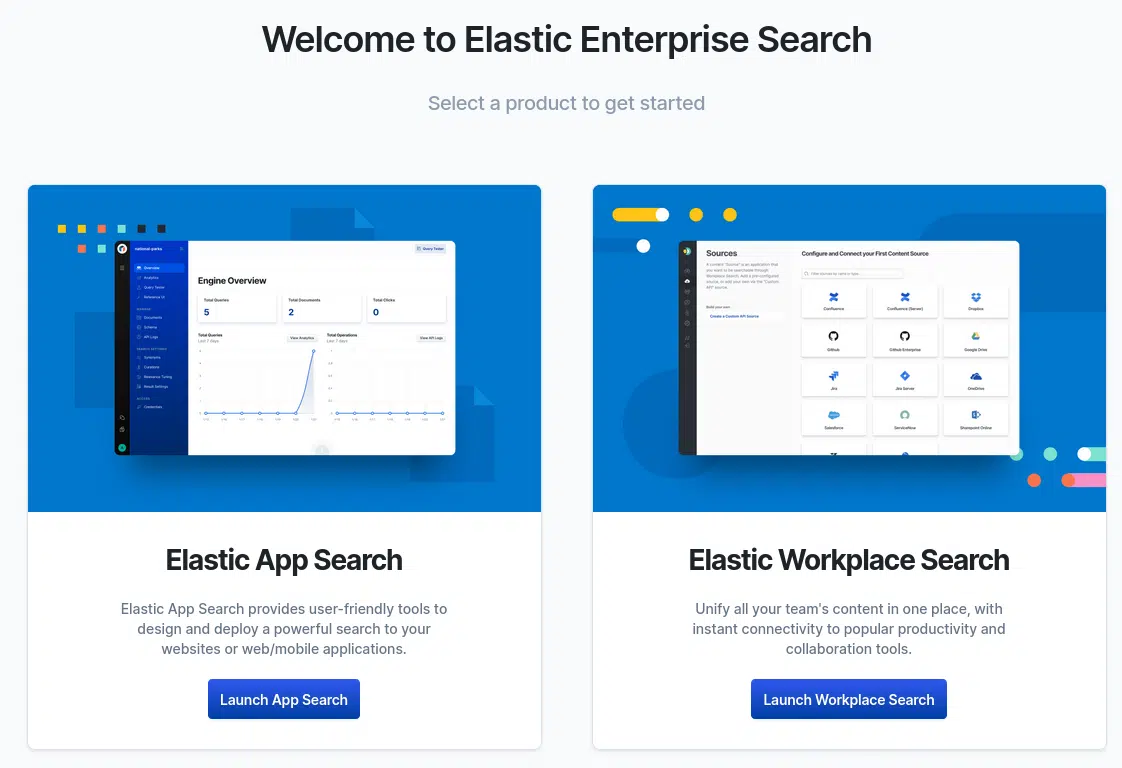 Welcome to Elastic Enterprise Search
Select a product to get started
national-parks
Overview
Analytics
Query Tester
Reference UI
Documents
Schema
API Logs
Synonyms
Curations
Relevance Tuning
Result Settings
Credentials
Query Tester
Engine Overview
Total Queries
5
Total Documents
2
Total Clicks
0
Total Queries
Last 7 days
View Analytics
Total Operations
Last 7 days
View API Logs
Sources
Build your own
Create a Custom API Source
Configure and Connect your First Content Source
Confluence
Confluence (Server)
Dropbox
Github
Github Enterprise
Google Drive
Jira
Jira Server
OneDrive
Salesforce
ServiceNow
Sharepoint Online
Elastic App Search
Elastic App Search provides user-friendly tools to
design and deploy a powerful search to your
websites or web/mobile applications.
Launch App Search
Elastic Workplace Search
Unify all your team's content in one place, with
instant connectivity to popular productivity and
collaboration tools.
Launch Workplace Search